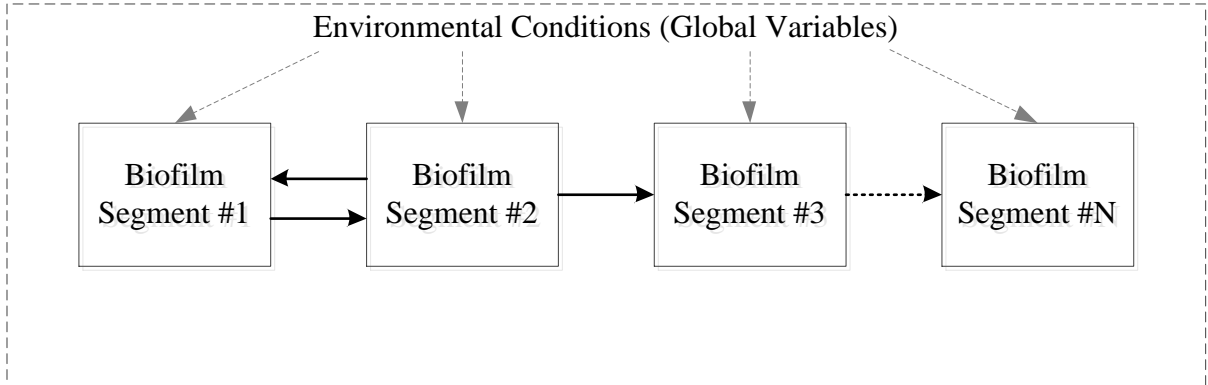 Environmental Conditions (Global Variables)
Biofilm
Segment #1
Biofilm
Segment #2
Biofilm
Segment #3
Biofilm
Segment #N